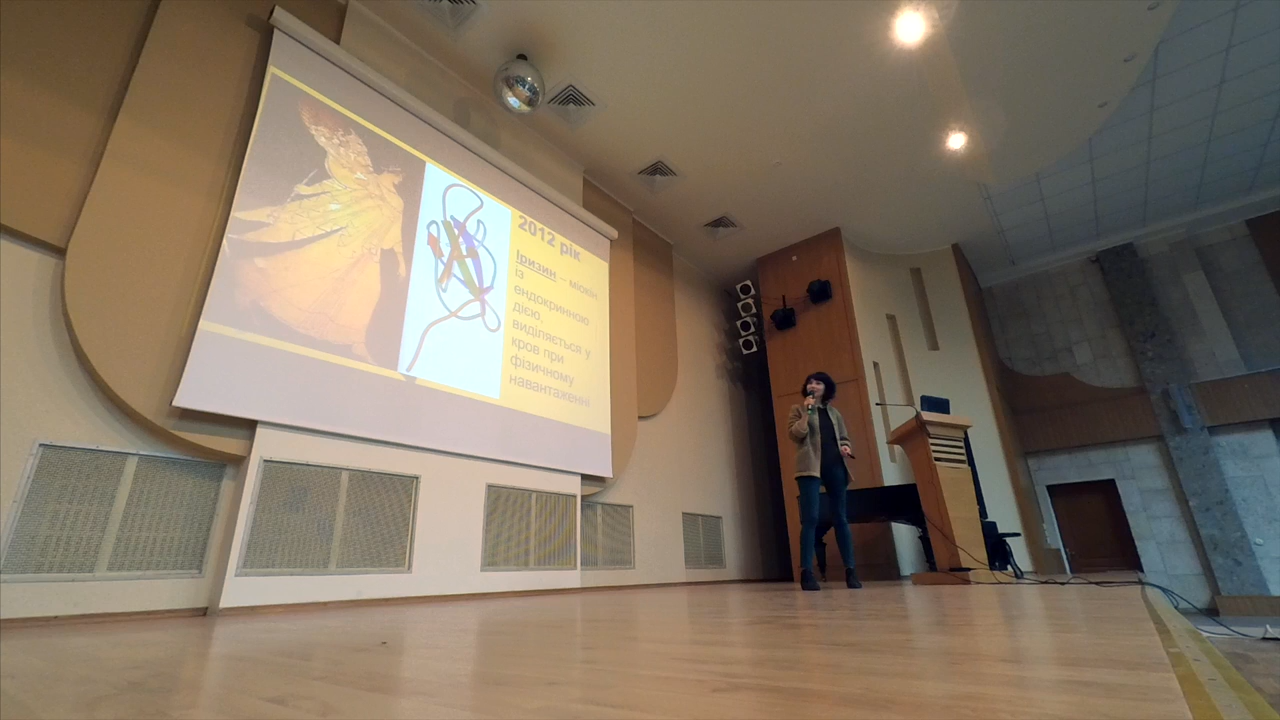 2012 рік
Іризин – міокін
із
ендокринною
дією,
виділяється у
кров при
фізичному
навантаженні